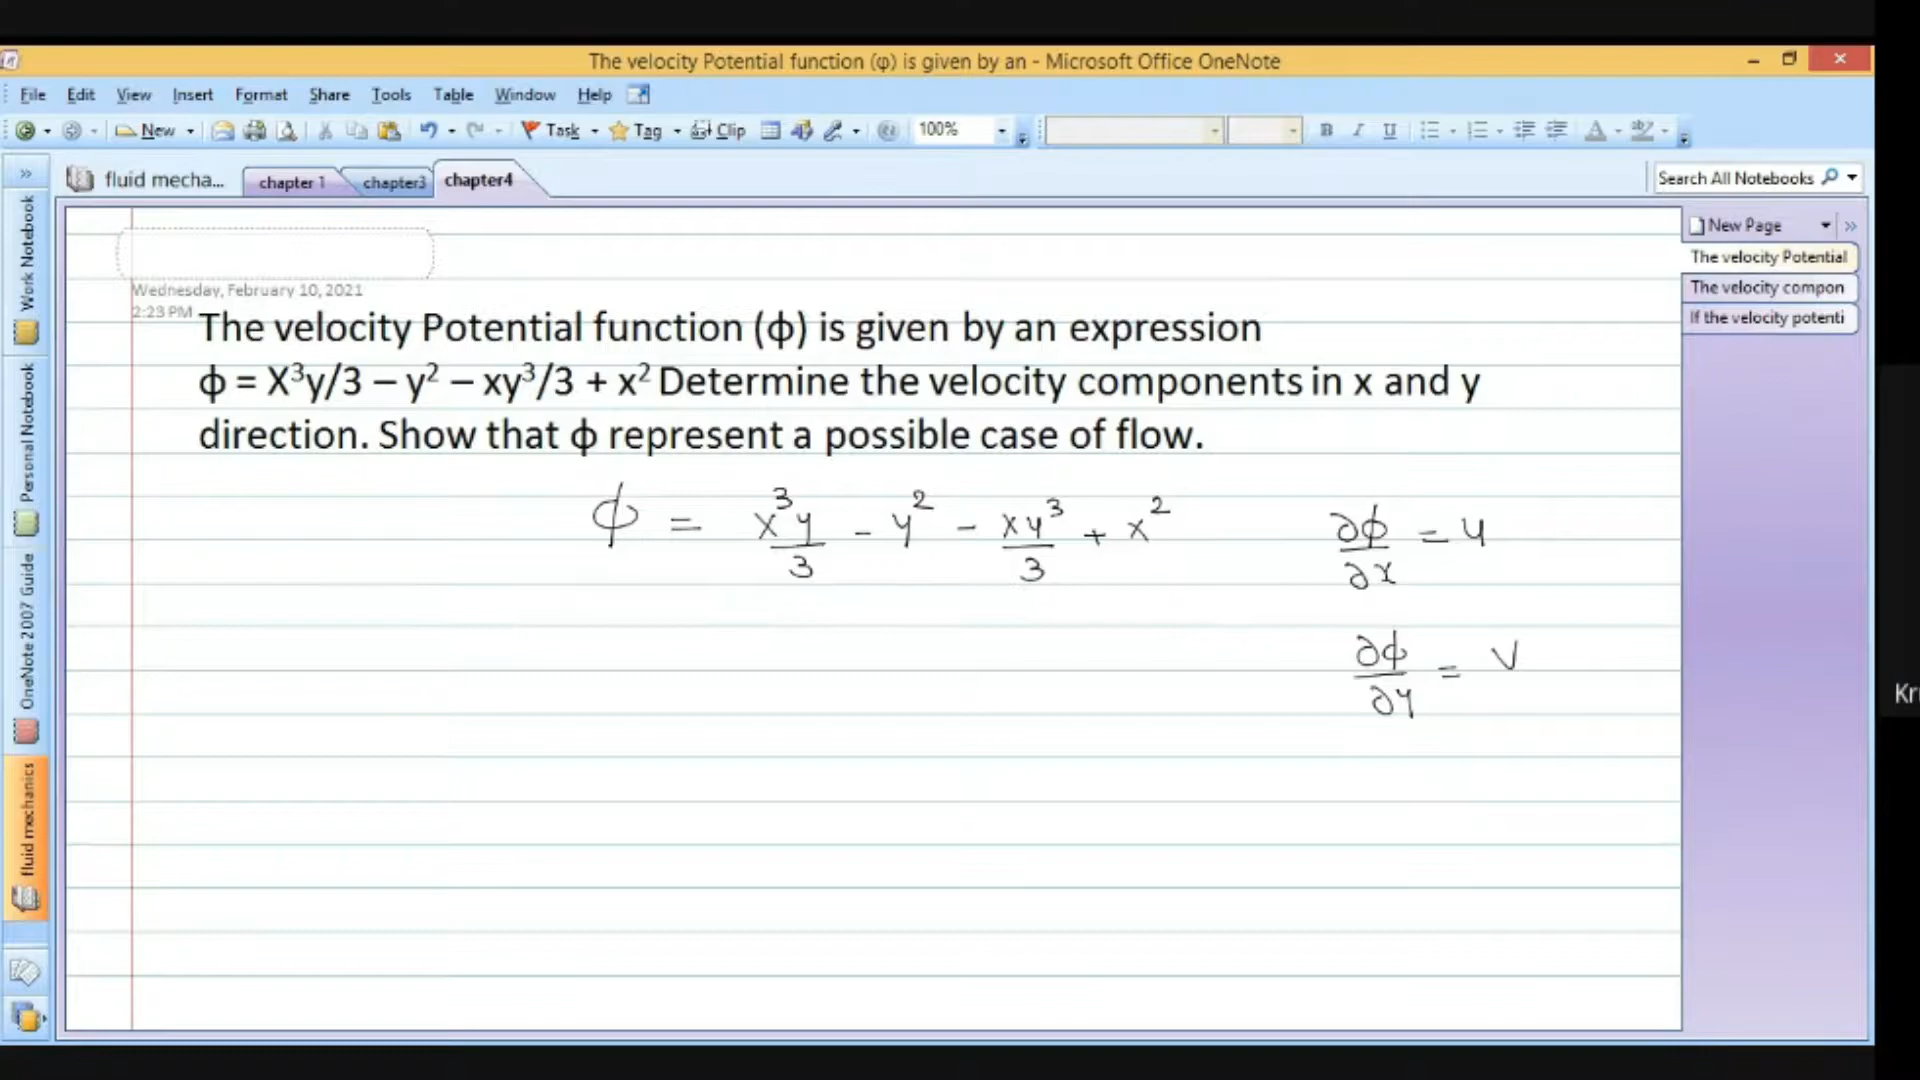 The velocity Potential function (φ) is given by an - Microsoft Office OneNote
File Edit View Insert Format Share Tools Table Window Help
New Task Tag Clip 100% B I U A ab
fluid mecha... chapter 1 chapter3 chapter4 Search All Notebooks
Work Notebook
Personal Notebook
OneNote 2007 Guide
fluid mechanics
New Page
The velocity Potential
The velocity compon
If the velocity potenti
Wednesday, February 10, 2021
2:23 PM
The velocity Potential function (ϕ) is given by an expression
ϕ = X³y/3 – y² – xy³/3 + x² Determine the velocity components in x and y
direction. Show that ϕ represent a possible case of flow.
ϕ = x³y/3 - y² - xy³/3 + x²
∂ϕ/∂x = u
∂ϕ/∂y = v
Kr